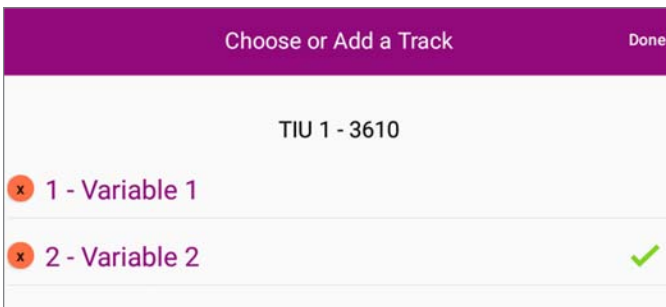 Choose or Add a Track Done
TIU 1 - 3610
x 1 - Variable 1
x 2 - Variable 2